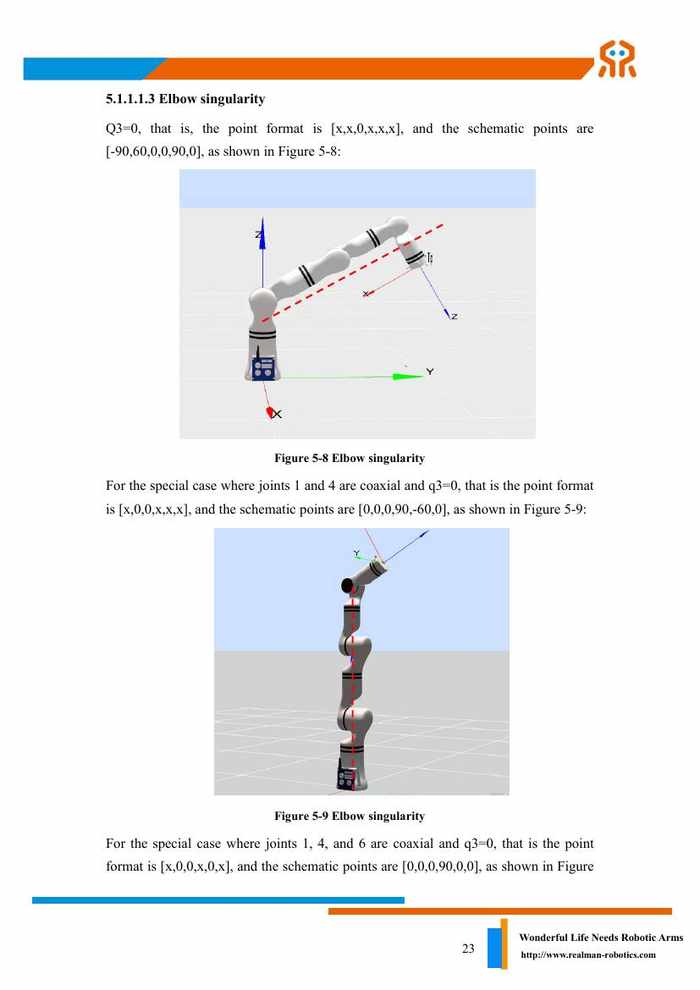 5.1.1.1.3 Elbow singularity
Q3=0, that is, the point format is [x,x,0,x,x,x], and the schematic points are
[-90,60,0,0,90,0], as shown in Figure 5-8:
Z
X
Z
Y
X
Figure 5-8 Elbow singularity
For the special case where joints 1 and 4 are coaxial and q3=0, that is the point format
is [x,0,0,x,x,x], and the schematic points are [0,0,0,90,-60,0], as shown in Figure 5-9:
Y
Figure 5-9 Elbow singularity
For the special case where joints 1, 4, and 6 are coaxial and q3=0, that is the point
format is [x,0,0,x,0,x], and the schematic points are [0,0,0,90,0,0], as shown in Figure
23
Wonderful Life Needs Robotic Arms
http://www.realman-robotics.com